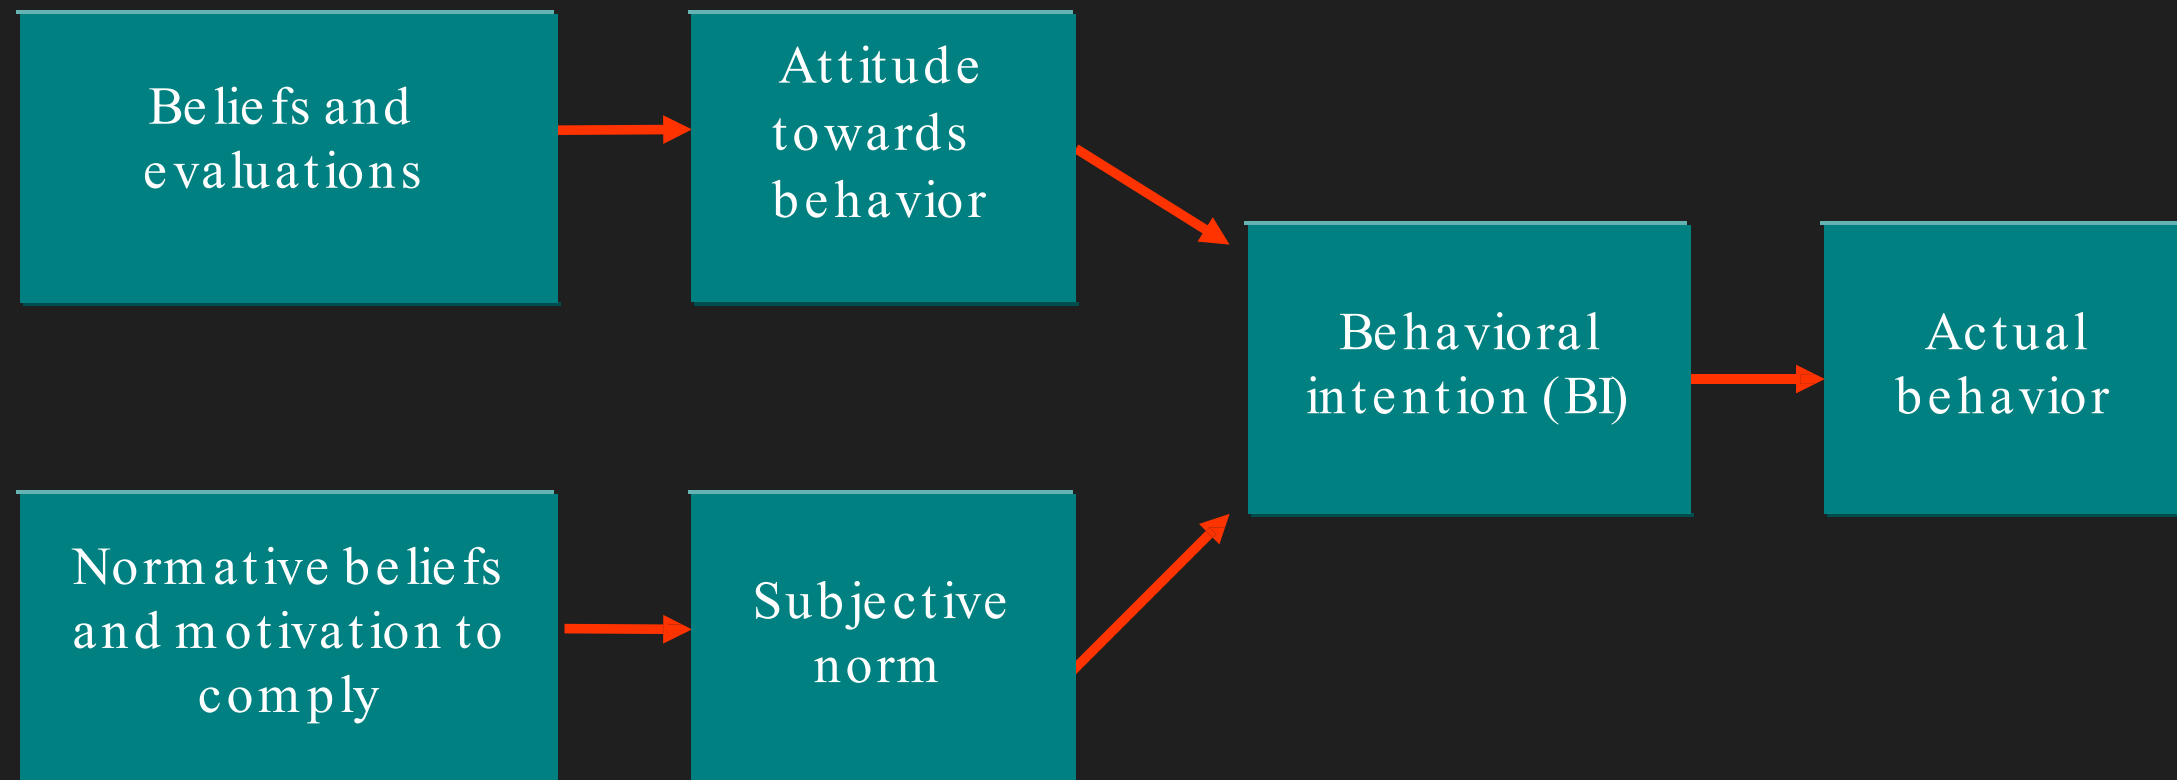 Beliefs and
evaluations
Attitude
towards
behavior
Behavioral
intention (BI)
Actual
behavior
Normative beliefs
and motivation to
comply
Subjective
norm